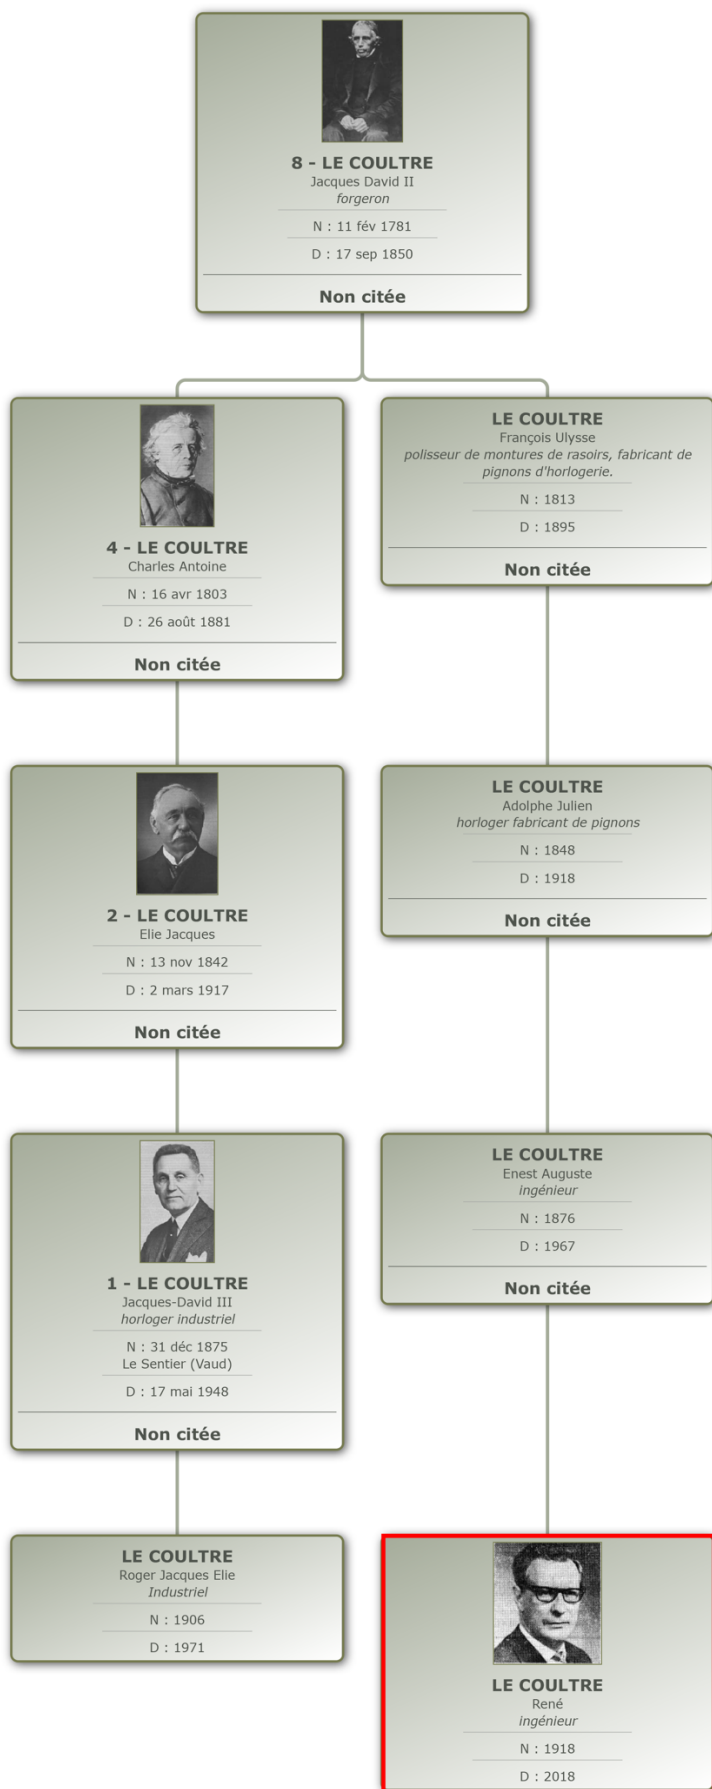 8 - LE COULTRE
Jacques David II
forgeron
N : 11 fév 1781
D : 17 sep 1850
Non citée
4 - LE COULTRE
Charles Antoine
N : 16 avr 1803
D : 26 août 1881
Non citée
LE COULTRE
François Ulysse
polisseur de montures de rasoirs, fabricant de
pignons d'horlogerie.
N : 1813
D : 1895
Non citée
2 - LE COULTRE
Elie Jacques
N : 13 nov 1842
D : 2 mars 1917
Non citée
LE COULTRE
Adolphe Julien
horloger fabricant de pignons
N : 1848
D : 1918
Non citée
1 - LE COULTRE
Jacques-David III
horloger industriel
N : 31 déc 1875
Le Sentier (Vaud)
D : 17 mai 1948
Non citée
LE COULTRE
Enest Auguste
ingénieur
N : 1876
D : 1967
Non citée
LE COULTRE
Roger Jacques Elie
Industriel
N : 1906
D : 1971
LE COULTRE
René
ingénieur
N : 1918
D : 2018